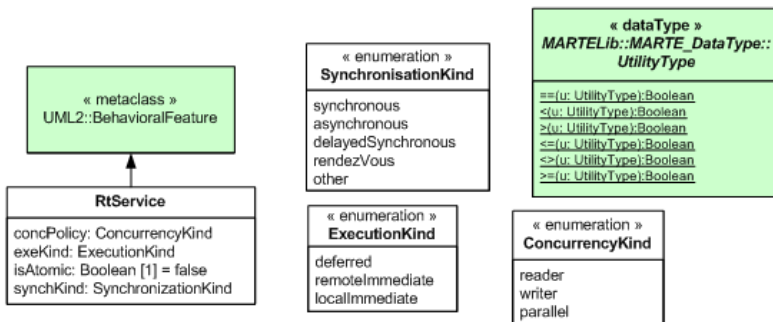 « metaclass »
UML2::BehavioralFeature
RtService
concPolicy: ConcurrencyKind
exeKind: ExecutionKind
isAtomic: Boolean [1] = false
synchKind: SynchronizationKind
« enumeration »
SynchronisationKind
synchronous
asynchronous
delayedSynchronous
rendezVous
other
« enumeration »
ExecutionKind
deferred
remoteImmediate
localImmediate
« dataType »
MARTELib::MARTE_DataType::
UtilityType
==(u: UtilityType):Boolean
<(u: UtilityType):Boolean
>(u: UtilityType):Boolean
<=(u: UtilityType):Boolean
<>(u: UtilityType):Boolean
>=(u: UtilityType):Boolean
« enumeration »
ConcurrencyKind
reader
writer
parallel